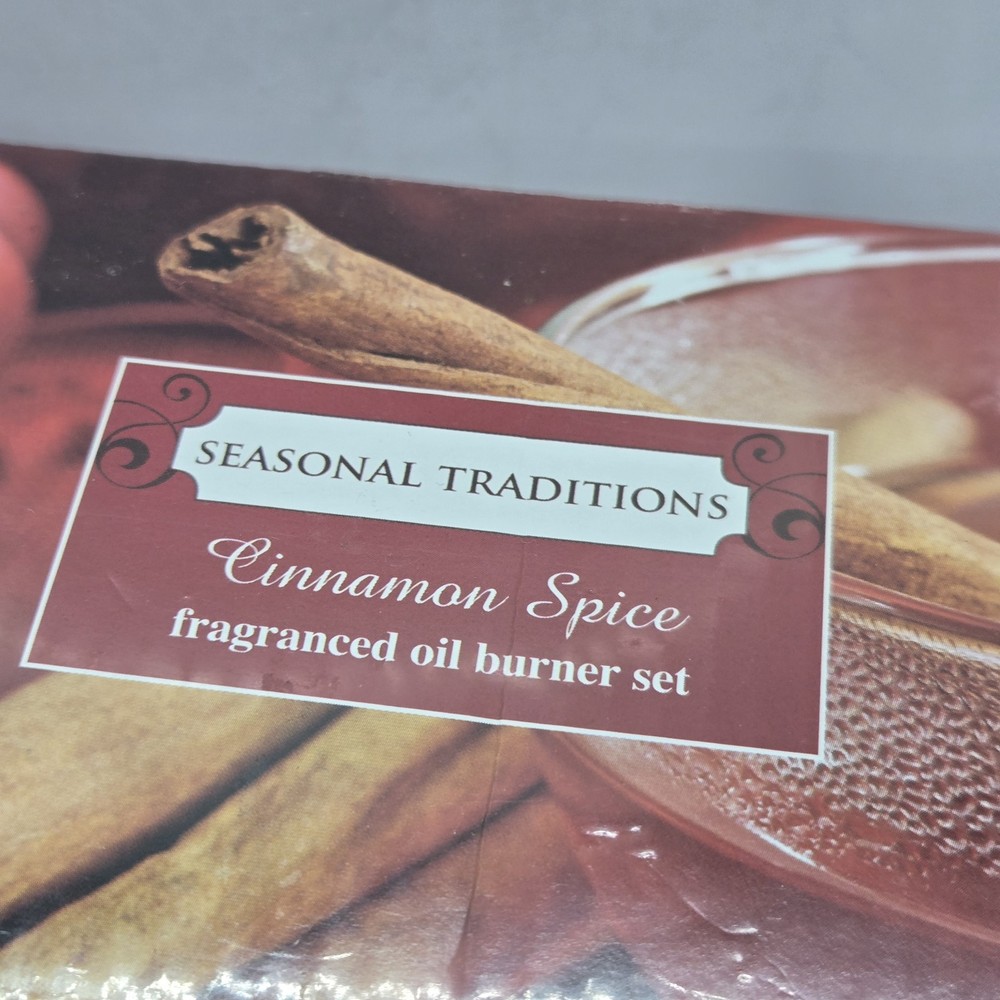 SEASONAL TRADITIONS
Cinnamon Spice
fragranced oil burner set